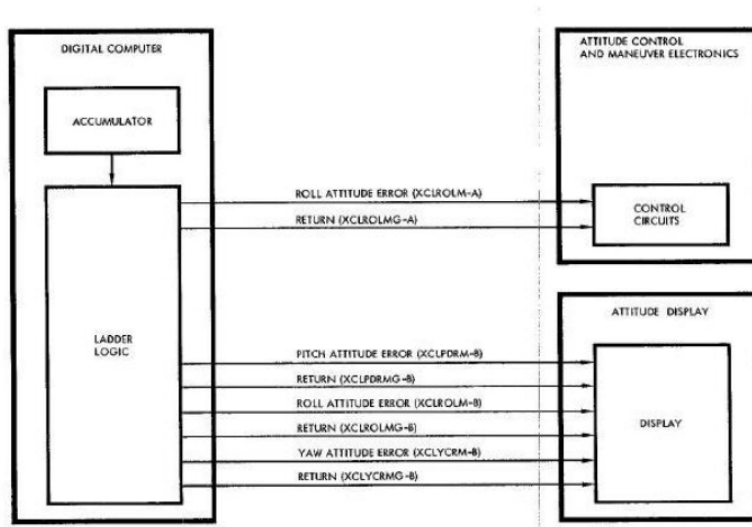 DIGITAL COMPUTER
ATTITUDE CONTROL
AND MANEUVER ELECTRONICS
ACCUMULATOR
ROLL ATTITUDE ERROR (XCLROLM-A)
RETURN (XCLROLMG-A)
CONTROL
CIRCUITS
ATTITUDE DISPLAY
LADDER
LOGIC
PITCH ATTITUDE ERROR (XCLPDRM-B)
RETURN (XCLPDRMG-B)
ROLL ATTITUDE ERROR (XCLROLM-B)
RETURN (XCLROLMG-B)
YAW ATTITUDE ERROR (XCLYCRM-B)
RETURN (XCLYCRMG-B)
DISPLAY